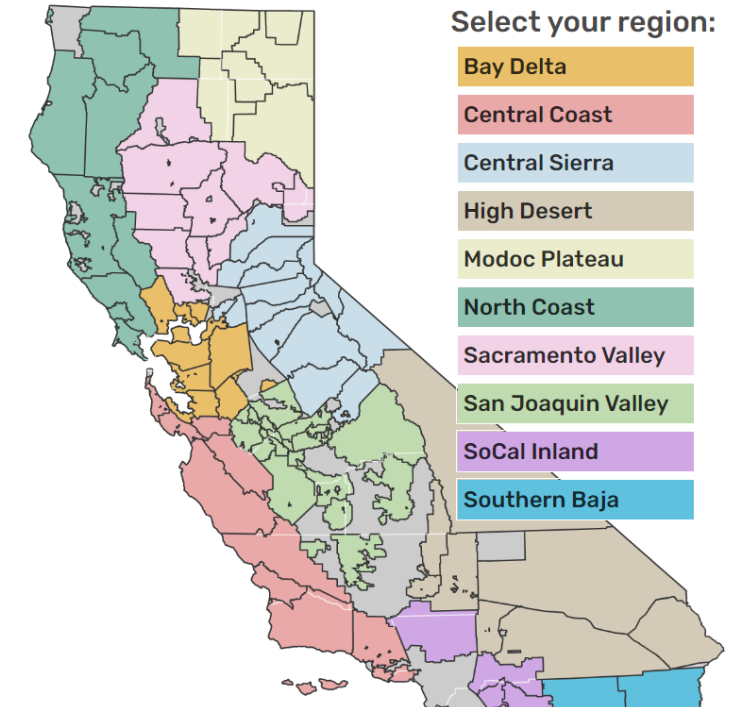 Select your region:
Bay Delta
Central Coast
Central Sierra
High Desert
Modoc Plateau
North Coast
Sacramento Valley
San Joaquin Valley
SoCal Inland
Southern Baja